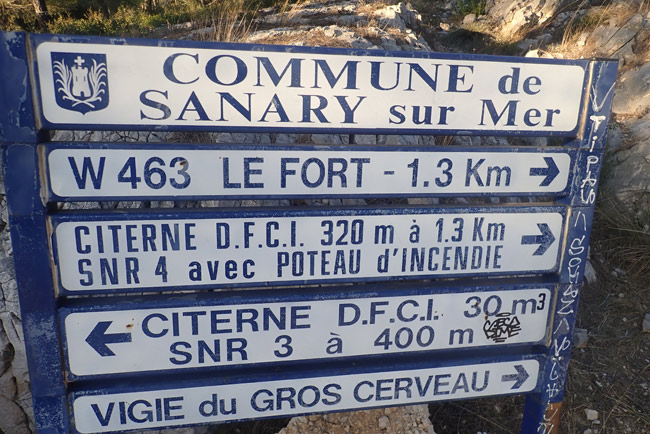 COMMUNE de
SANARY sur Mer
W 463 LE FORT - 1.3 Km →
CITERNE D.F.C.I. 320 m à 1.3 Km
SNR 4 avec POTEAU d'INCENDIE →
← CITERNE D.F.C.I. 30 m³
SNR 3 à 400 m
VIGIE DU GROS CERVEAU →